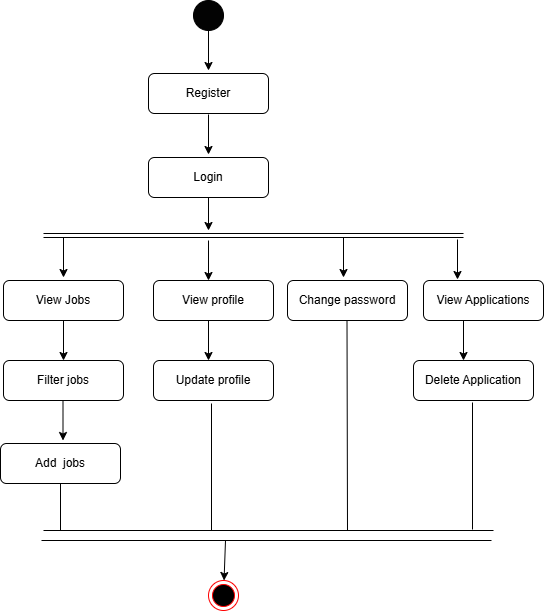 Register
Login
View Jobs
View profile
Change password
View Applications
Filter jobs
Update profile
Delete Application
Add jobs